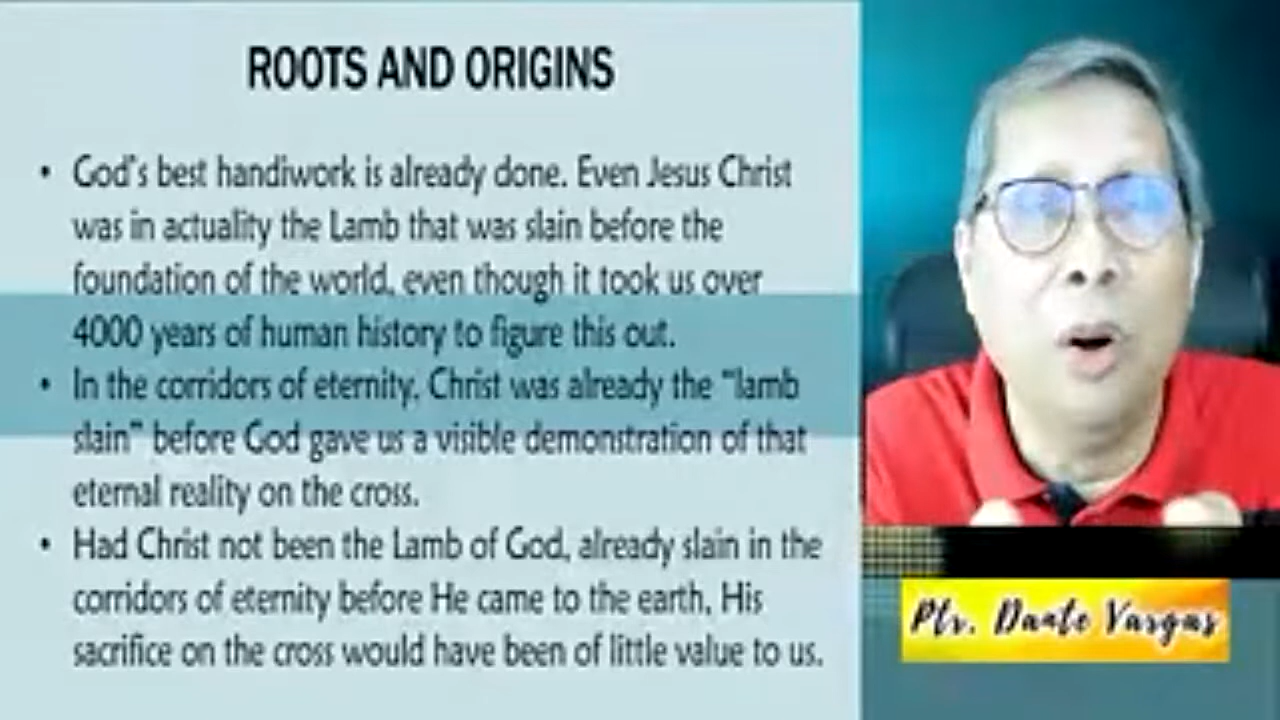 ROOTS AND ORIGINS
• God's best handiwork is already done. Even Jesus Christ
was in actuality the Lamb that was slain before the
foundation of the world, even though it took us over
4000 years of human history to figure this out.
• In the corridors of eternity, Christ was already the "lamb
slain" before God gave us a visible demonstration of that
eternal reality on the cross.
• Had Christ not been the Lamb of God, already slain in the
corridors of eternity before He came to the earth, His
sacrifice on the cross would have been of little value to us.
Ptr. Dante Vargas